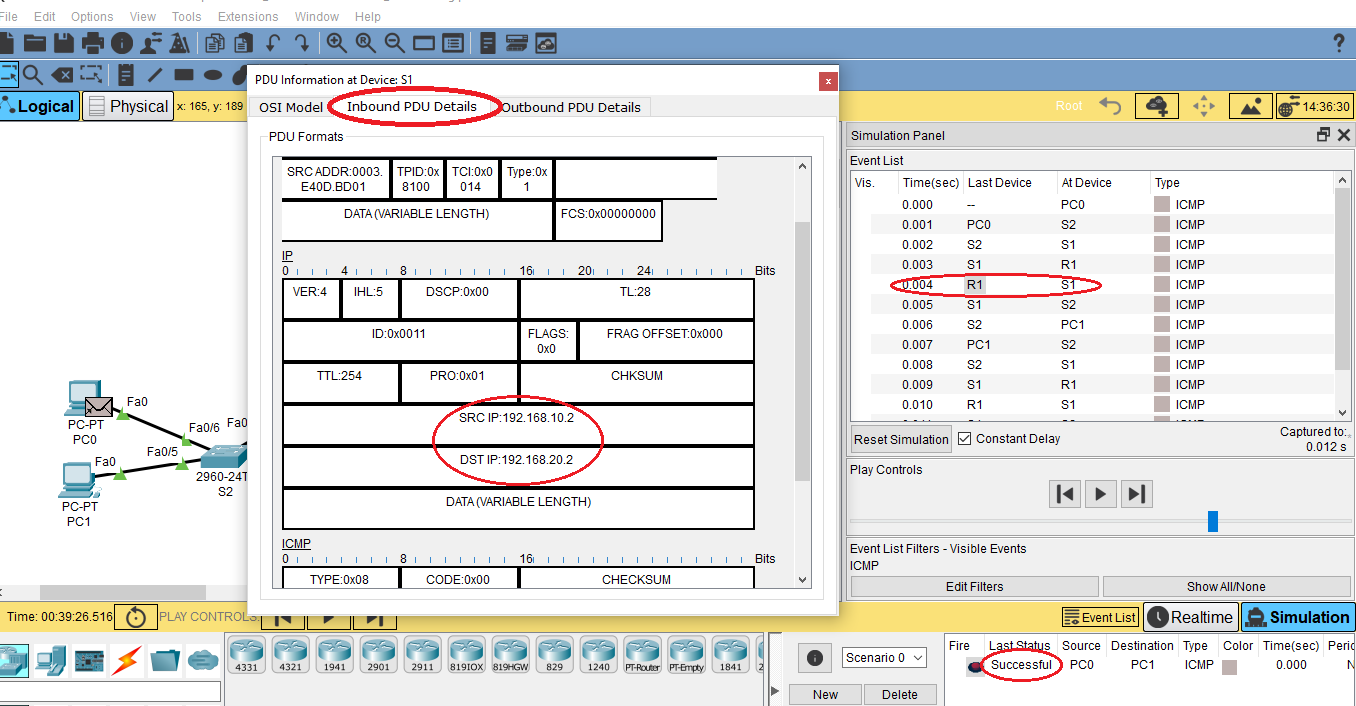 File Edit Options View Tools Extensions Window Help
Logical Physical x: 165, y: 189
Root 14:36:30
PDU Information at Device: S1
x
OSI Model Inbound PDU Details Outbound PDU Details
PDU Formats
SRC ADDR:0003.
E40D.BD01
TPID:0x
8100
TCI:0x0
014
Type:0x
1
DATA (VARIABLE LENGTH) FCS:0x00000000
IP
0 4 8 16 20 24 Bits
VER:4 IHL:5 DSCP:0x00 TL:28
ID:0x0011 FLAGS:
0x0
FRAG OFFSET:0x000
TTL:254 PRO:0x01 CHKSUM
SRC IP:192.168.10.2
DST IP:192.168.20.2
DATA (VARIABLE LENGTH)
ICMP
0 8 16 Bits
TYPE:0x08 CODE:0x00 CHECKSUM
Fa0
PC-PT
PC0
Fa0/6 Fa0
Fa0/5
Fa0
PC-PT
PC1
2960-24T
S2
Simulation Panel
Event List
Vis. Time(sec) Last Device At Device Type
0.000 -- PC0 ICMP
0.001 PC0 S2 ICMP
0.002 S2 S1 ICMP
0.003 S1 R1 ICMP
0.004 R1 S1 ICMP
0.005 S1 S2 ICMP
0.006 S2 PC1 ICMP
0.007 PC1 S2 ICMP
0.008 S2 S1 ICMP
0.009 S1 R1 ICMP
0.010 R1 S1 ICMP
Reset Simulation Constant Delay Captured to:
0.012 s
Play Controls
Event List Filters - Visible Events
ICMP
Edit Filters Show All/None
Time: 00:39:26.516 PLAY CONTROLS:
Event List Realtime Simulation
4331 4321 1941 2901 2911 819IOX 819HGW 829 1240 PT-Router PT-Empty 1841 2
Scenario 0
New Delete
Fire Last Status Source Destination Type Color Time(sec) Perio
Successful PC0 PC1 ICMP 0.000 N